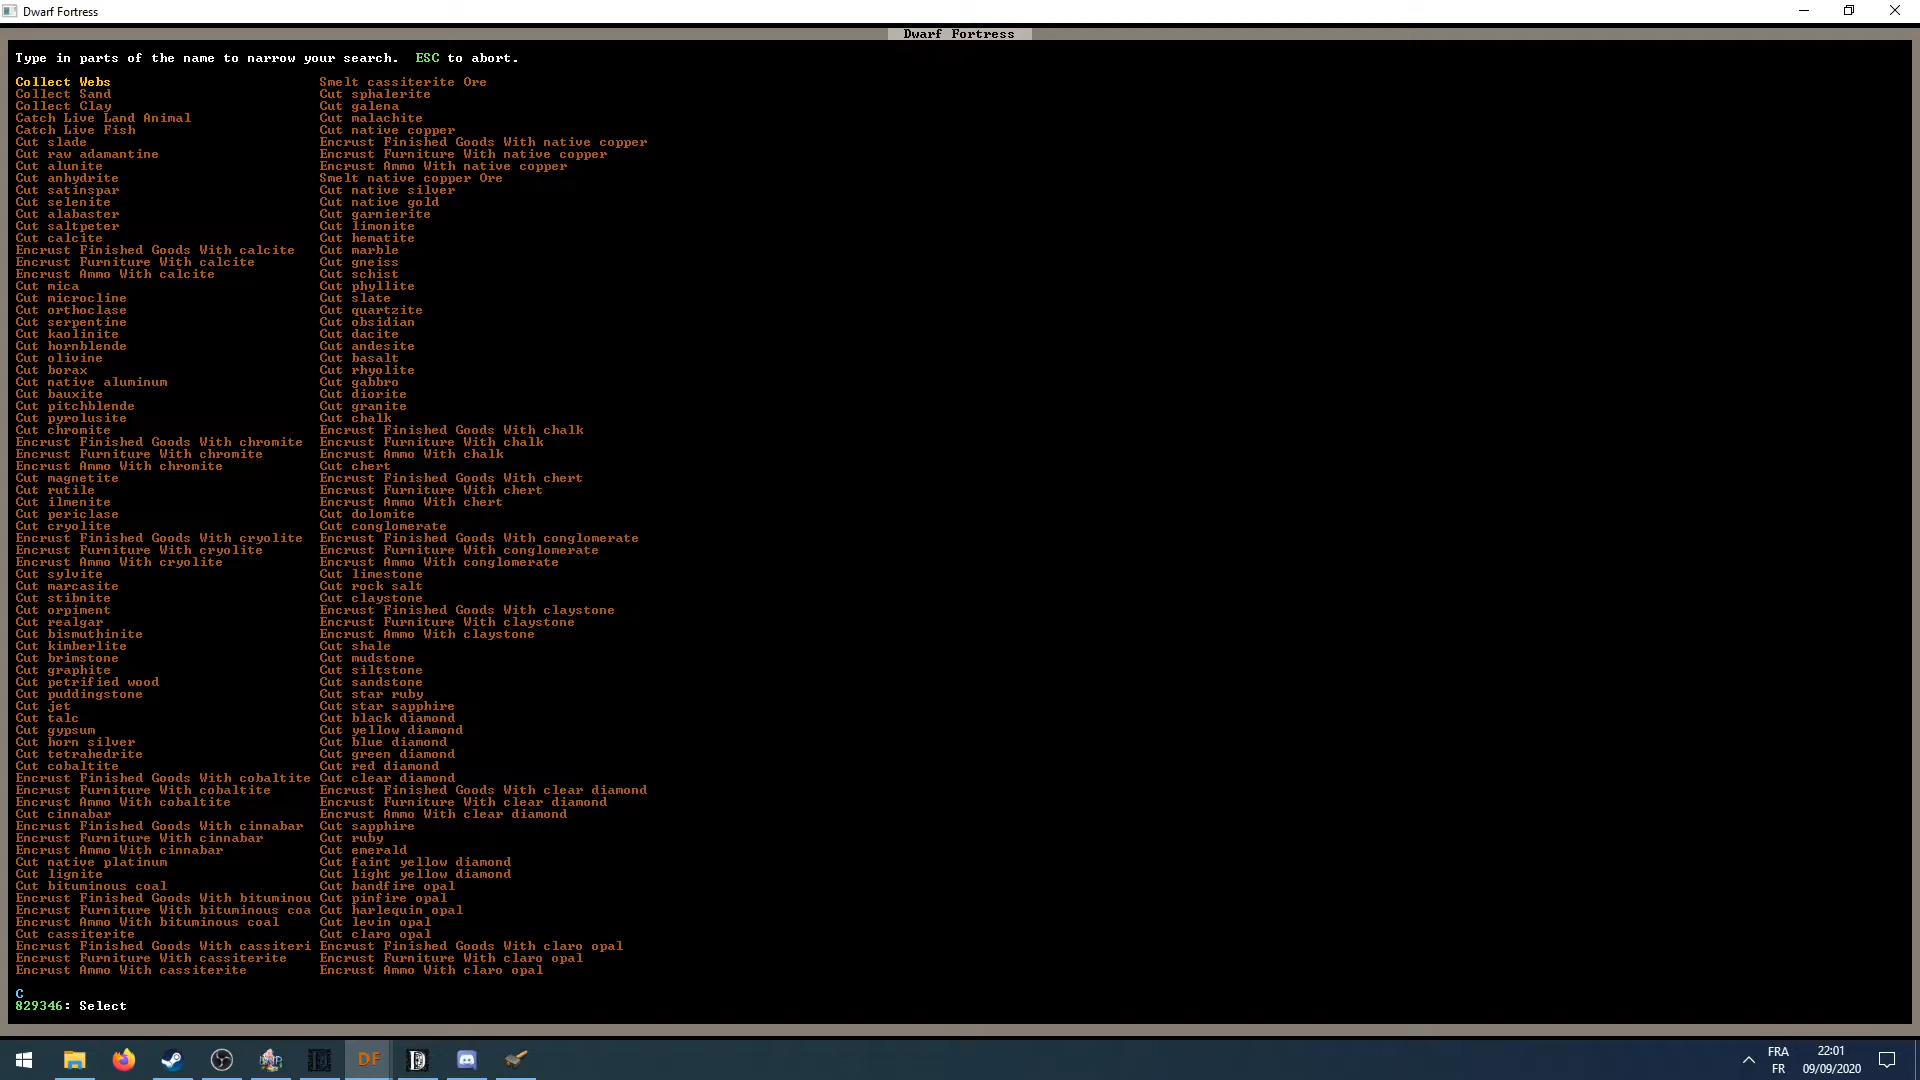 Dwarf Fortress
Dwarf Fortress
Type in parts of the name to narrow your search.  ESC to abort.
Collect Webs
Collect Sand
Collect Clay
Catch Live Land Animal
Catch Live Fish
Cut slade
Cut raw adamantine
Cut alunite
Cut anhydrite
Cut satinspar
Cut selenite
Cut alabaster
Cut saltpeter
Cut calcite
Encrust Finished Goods With calcite
Encrust Furniture With calcite
Encrust Ammo With calcite
Cut mica
Cut microcline
Cut orthoclase
Cut serpentine
Cut kaolinite
Cut hornblende
Cut olivine
Cut borax
Cut native aluminum
Cut bauxite
Cut pitchblende
Cut pyrolusite
Cut chromite
Encrust Finished Goods With chromite
Encrust Furniture With chromite
Encrust Ammo With chromite
Cut magnetite
Cut rutile
Cut ilmenite
Cut periclase
Cut cryolite
Encrust Finished Goods With cryolite
Encrust Furniture With cryolite
Encrust Ammo With cryolite
Cut sylvite
Cut marcasite
Cut stibnite
Cut orpiment
Cut realgar
Cut bismuthinite
Cut kimberlite
Cut brimstone
Cut graphite
Cut petrified wood
Cut puddingstone
Cut jet
Cut talc
Cut gypsum
Cut horn silver
Cut tetrahedrite
Cut cobaltite
Encrust Finished Goods With cobaltite
Encrust Furniture With cobaltite
Encrust Ammo With cobaltite
Cut cinnabar
Encrust Finished Goods With cinnabar
Encrust Furniture With cinnabar
Encrust Ammo With cinnabar
Cut native platinum
Cut lignite
Cut bituminous coal
Encrust Finished Goods With bituminou
Encrust Furniture With bituminous coa
Encrust Ammo With bituminous coal
Cut cassiterite
Encrust Finished Goods With cassiteri
Encrust Furniture With cassiterite
Encrust Ammo With cassiterite
Smelt cassiterite Ore
Cut sphalerite
Cut galena
Cut malachite
Cut native copper
Encrust Finished Goods With native copper
Encrust Furniture With native copper
Encrust Ammo With native copper
Smelt native copper Ore
Cut native silver
Cut native gold
Cut garnierite
Cut limonite
Cut hematite
Cut marble
Cut gneiss
Cut schist
Cut phyllite
Cut slate
Cut quartzite
Cut obsidian
Cut dacite
Cut andesite
Cut basalt
Cut rhyolite
Cut gabbro
Cut diorite
Cut granite
Cut chalk
Encrust Finished Goods With chalk
Encrust Furniture With chalk
Encrust Ammo With chalk
Cut chert
Encrust Finished Goods With chert
Encrust Furniture With chert
Encrust Ammo With chert
Cut dolomite
Cut conglomerate
Encrust Finished Goods With conglomerate
Encrust Furniture With conglomerate
Encrust Ammo With conglomerate
Cut limestone
Cut rock salt
Cut claystone
Encrust Finished Goods With claystone
Encrust Furniture With claystone
Encrust Ammo With claystone
Cut shale
Cut mudstone
Cut siltstone
Cut sandstone
Cut star ruby
Cut star sapphire
Cut black diamond
Cut yellow diamond
Cut blue diamond
Cut green diamond
Cut red diamond
Cut clear diamond
Encrust Finished Goods With clear diamond
Encrust Furniture With clear diamond
Encrust Ammo With clear diamond
Cut sapphire
Cut ruby
Cut emerald
Cut faint yellow diamond
Cut light yellow diamond
Cut bandfire opal
Cut pinfire opal
Cut harlequin opal
Cut levin opal
Cut claro opal
Encrust Finished Goods With claro opal
Encrust Furniture With claro opal
Encrust Ammo With claro opal
C
829346: Select
DF
D
FRA
FR
22:01
09/09/2020